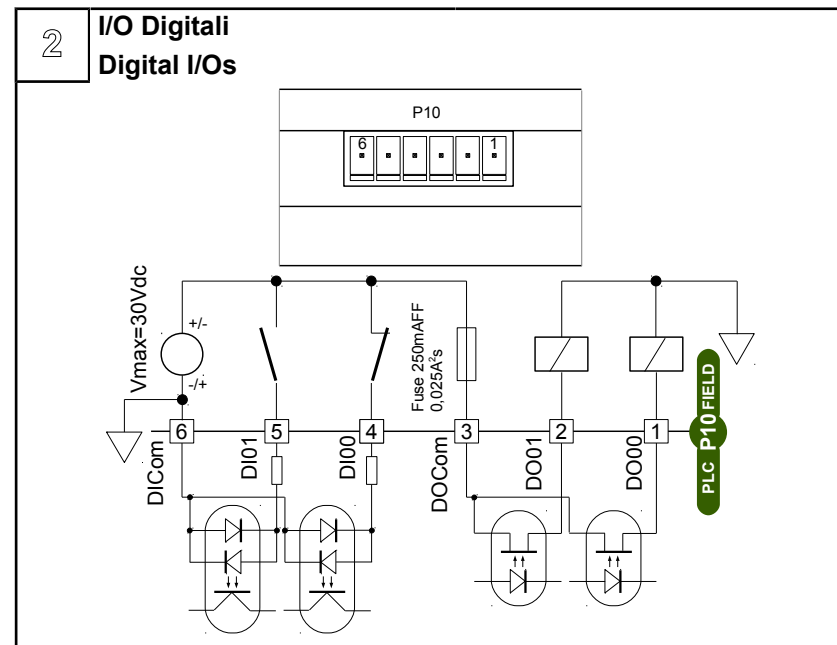 2
I/O Digitali
Digital I/Os
P10
6
1
Vmax=30Vdc
+/-
-/+
Fuse 250mAFF
0,025A²s
6
5
4
3
2
1
DICom
DI01
DI00
DOCom
DO01
DO00
PLC P10 FIELD